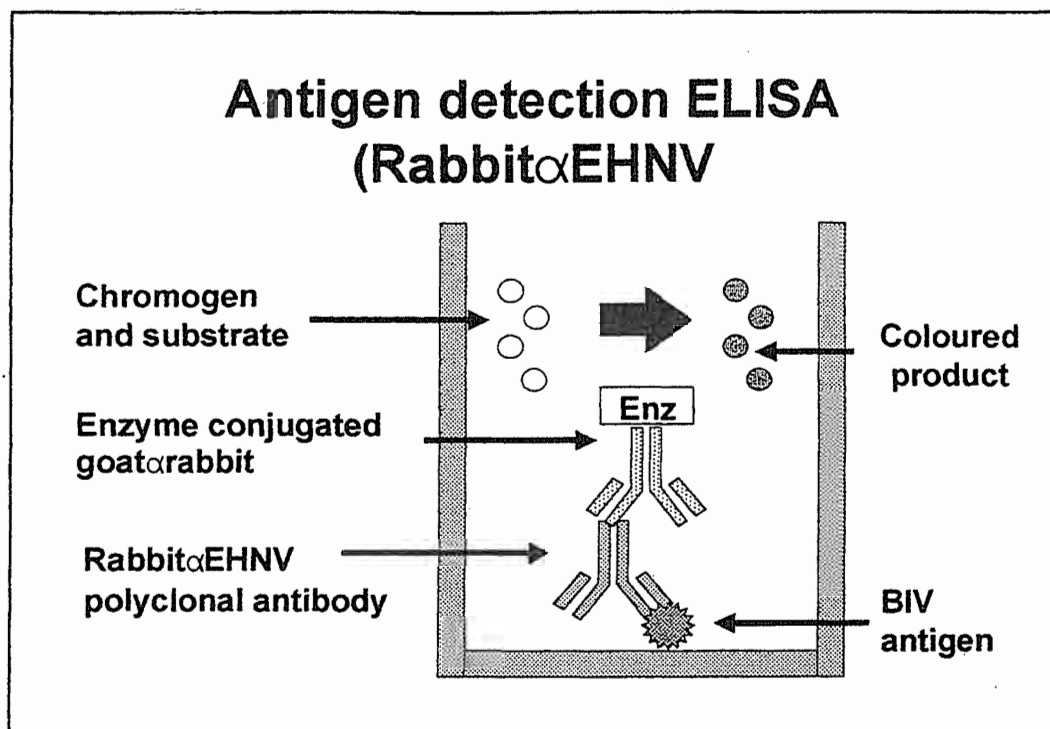 Antigen detection ELISA
(RabbitαEHNV
Chromogen
and substrate
Coloured
product
Enz
Enzyme conjugated
goatαrabbit
RabbitαEHNV
polyclonal antibody
BIV
antigen